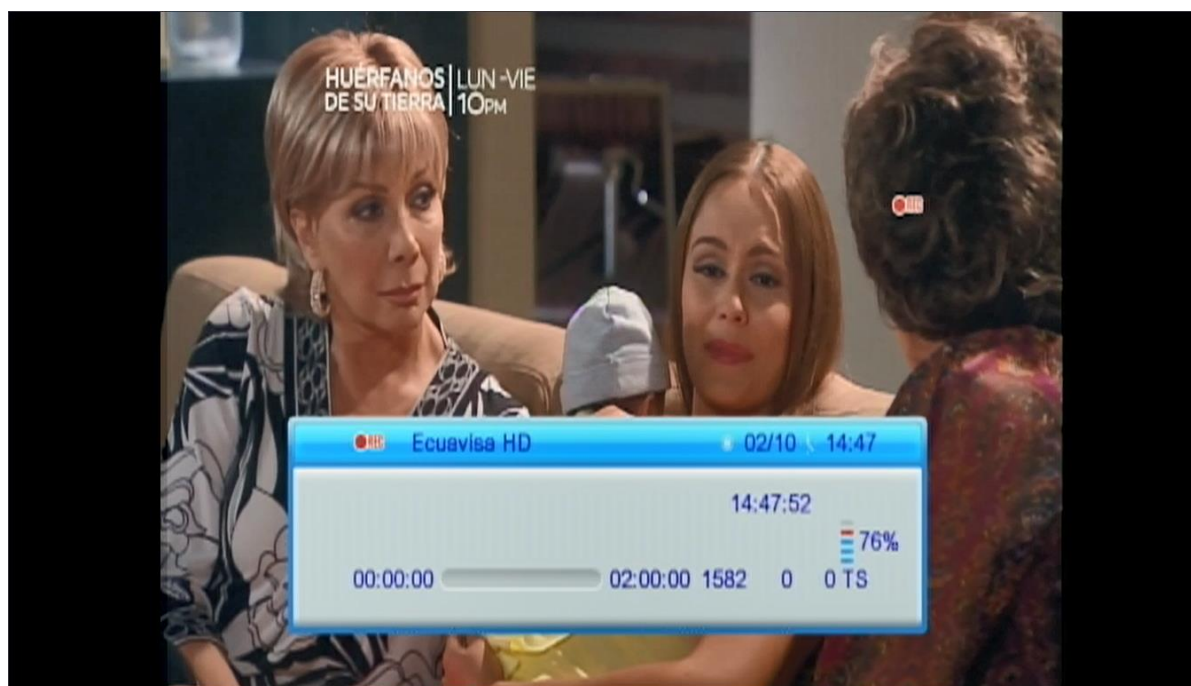 HUÉRFANOS LUN-VIE
DE SU TIERRA 10PM
REC
REC Ecuavisa HD 02/10 14:47
14:47:52
76%
00:00:00 02:00:00 1582 0 0 TS